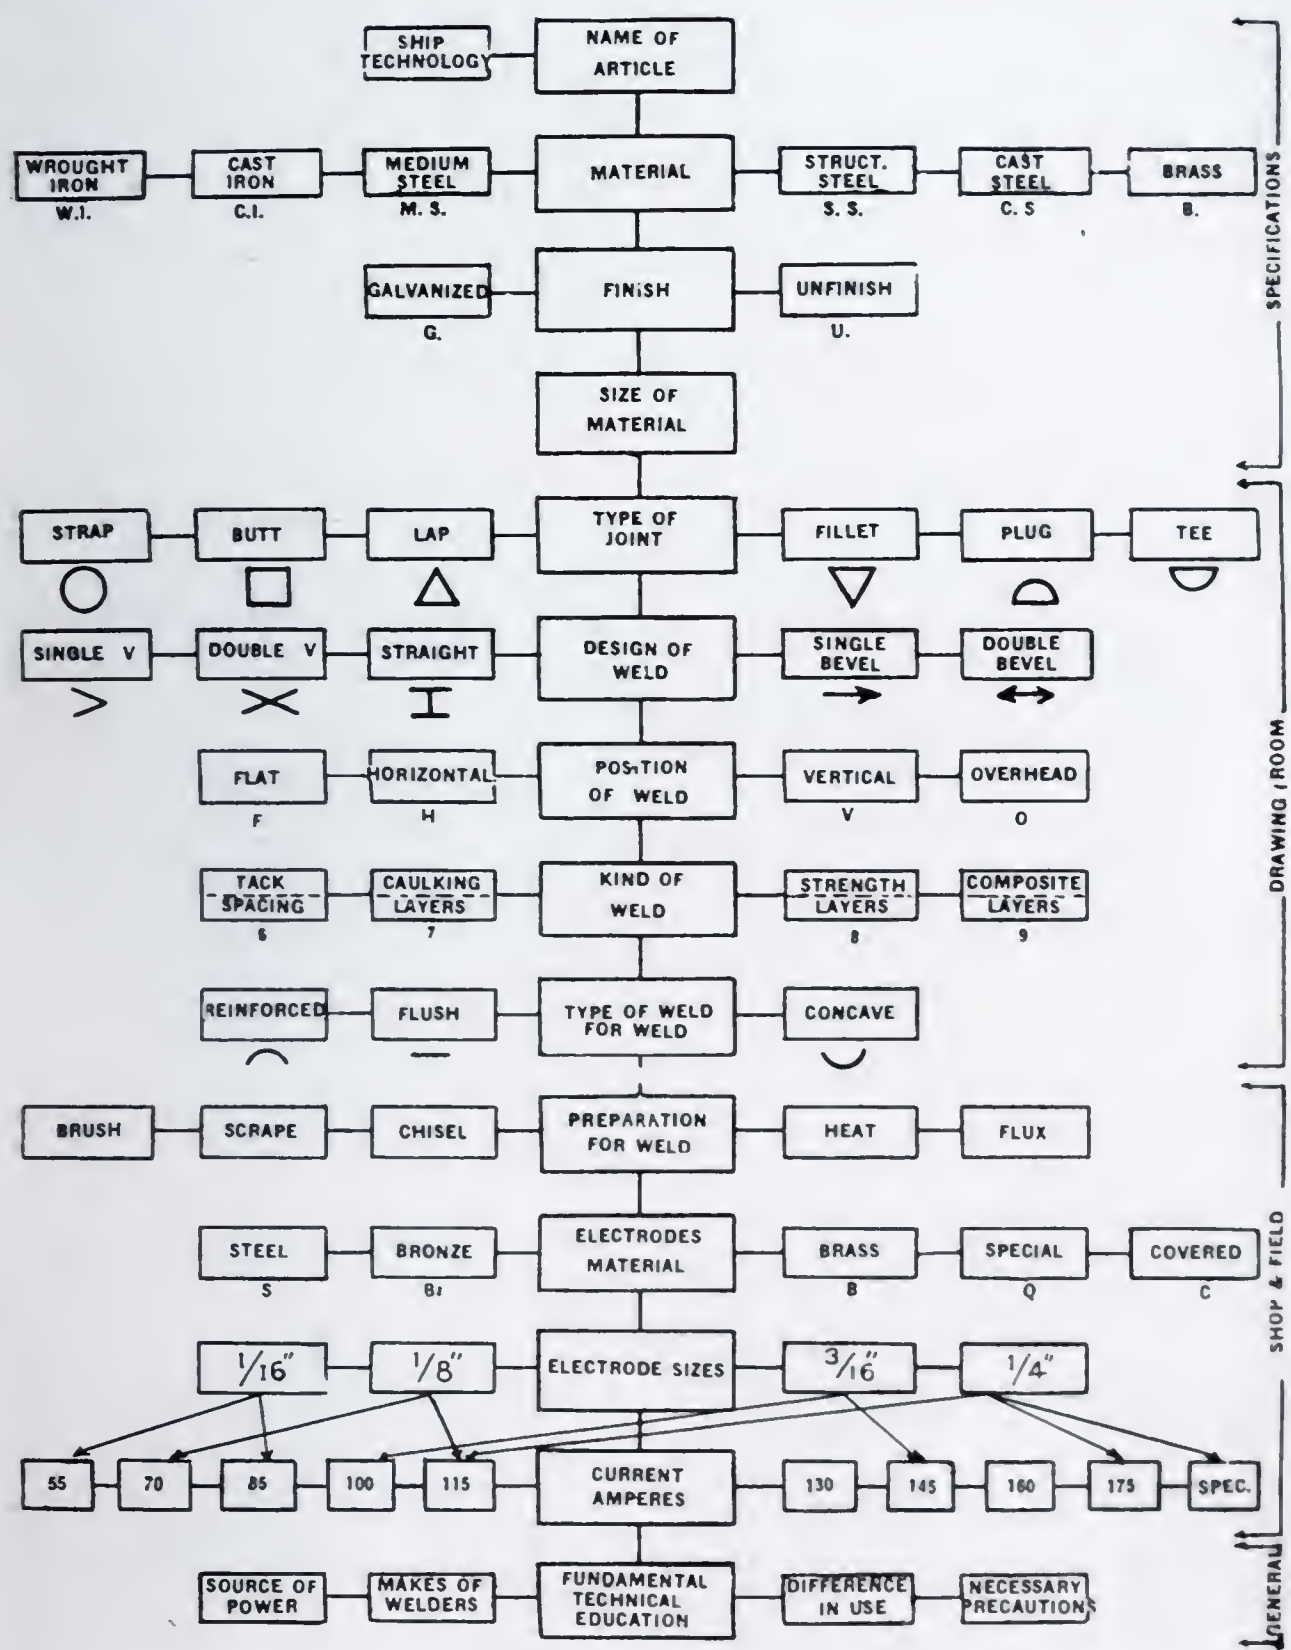 SHIP
TECHNOLOGY
NAME OF
ARTICLE
WROUGHT
IRON
W.I.
CAST
IRON
C.I.
MEDIUM
STEEL
M. S.
MATERIAL
STRUCT.
STEEL
S. S.
CAST
STEEL
C. S
BRASS
B.
GALVANIZED
G.
FINISH
UNFINISH
U.
SIZE OF
MATERIAL
SPECIFICATIONS
STRAP
BUTT
LAP
TYPE OF
JOINT
FILLET
PLUG
TEE
SINGLE V
DOUBLE V
STRAIGHT
DESIGN OF
WELD
SINGLE
BEVEL
DOUBLE
BEVEL
FLAT
F
HORIZONTAL
H
POSITION
OF WELD
VERTICAL
V
OVERHEAD
O
TACK
SPACING
6
CAULKING
LAYERS
7
KIND OF
WELD
STRENGTH
LAYERS
8
COMPOSITE
LAYERS
9
REINFORCED
FLUSH
TYPE OF WELD
FOR WELD
CONCAVE
DRAWING ROOM
BRUSH
SCRAPE
CHISEL
PREPARATION
FOR WELD
HEAT
FLUX
STEEL
S
BRONZE
ELECTRODES
MATERIAL
BRASS
B
SPECIAL
Q
COVERED
C
1/16"
1/8"
ELECTRODE SIZES
3/16"
1/4"
55
70
85
100
115
CURRENT
AMPERES
130
145
160
175
SPEC.
SHOP & FIELD
SOURCE OF
POWER
MAKES OF
WELDERS
FUNDAMENTAL
TECHNICAL
EDUCATION
DIFFERENCE
IN USE
NECESSARY
PRECAUTIONS
GENERAL